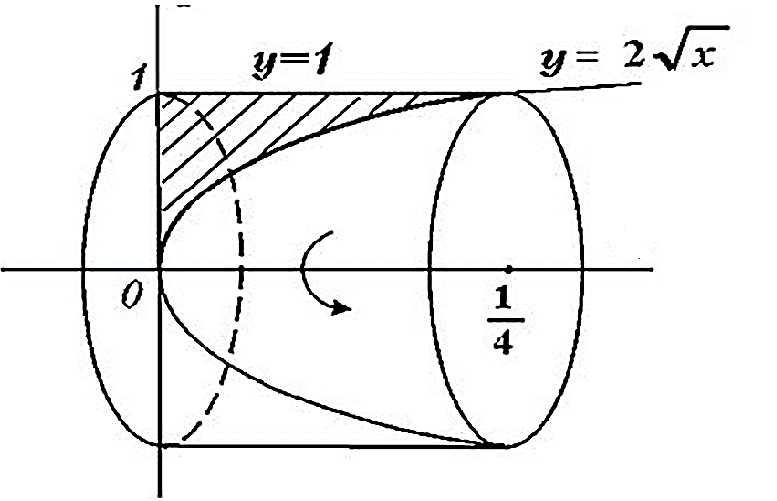 y=1
y = 2√x
1
0
1/4